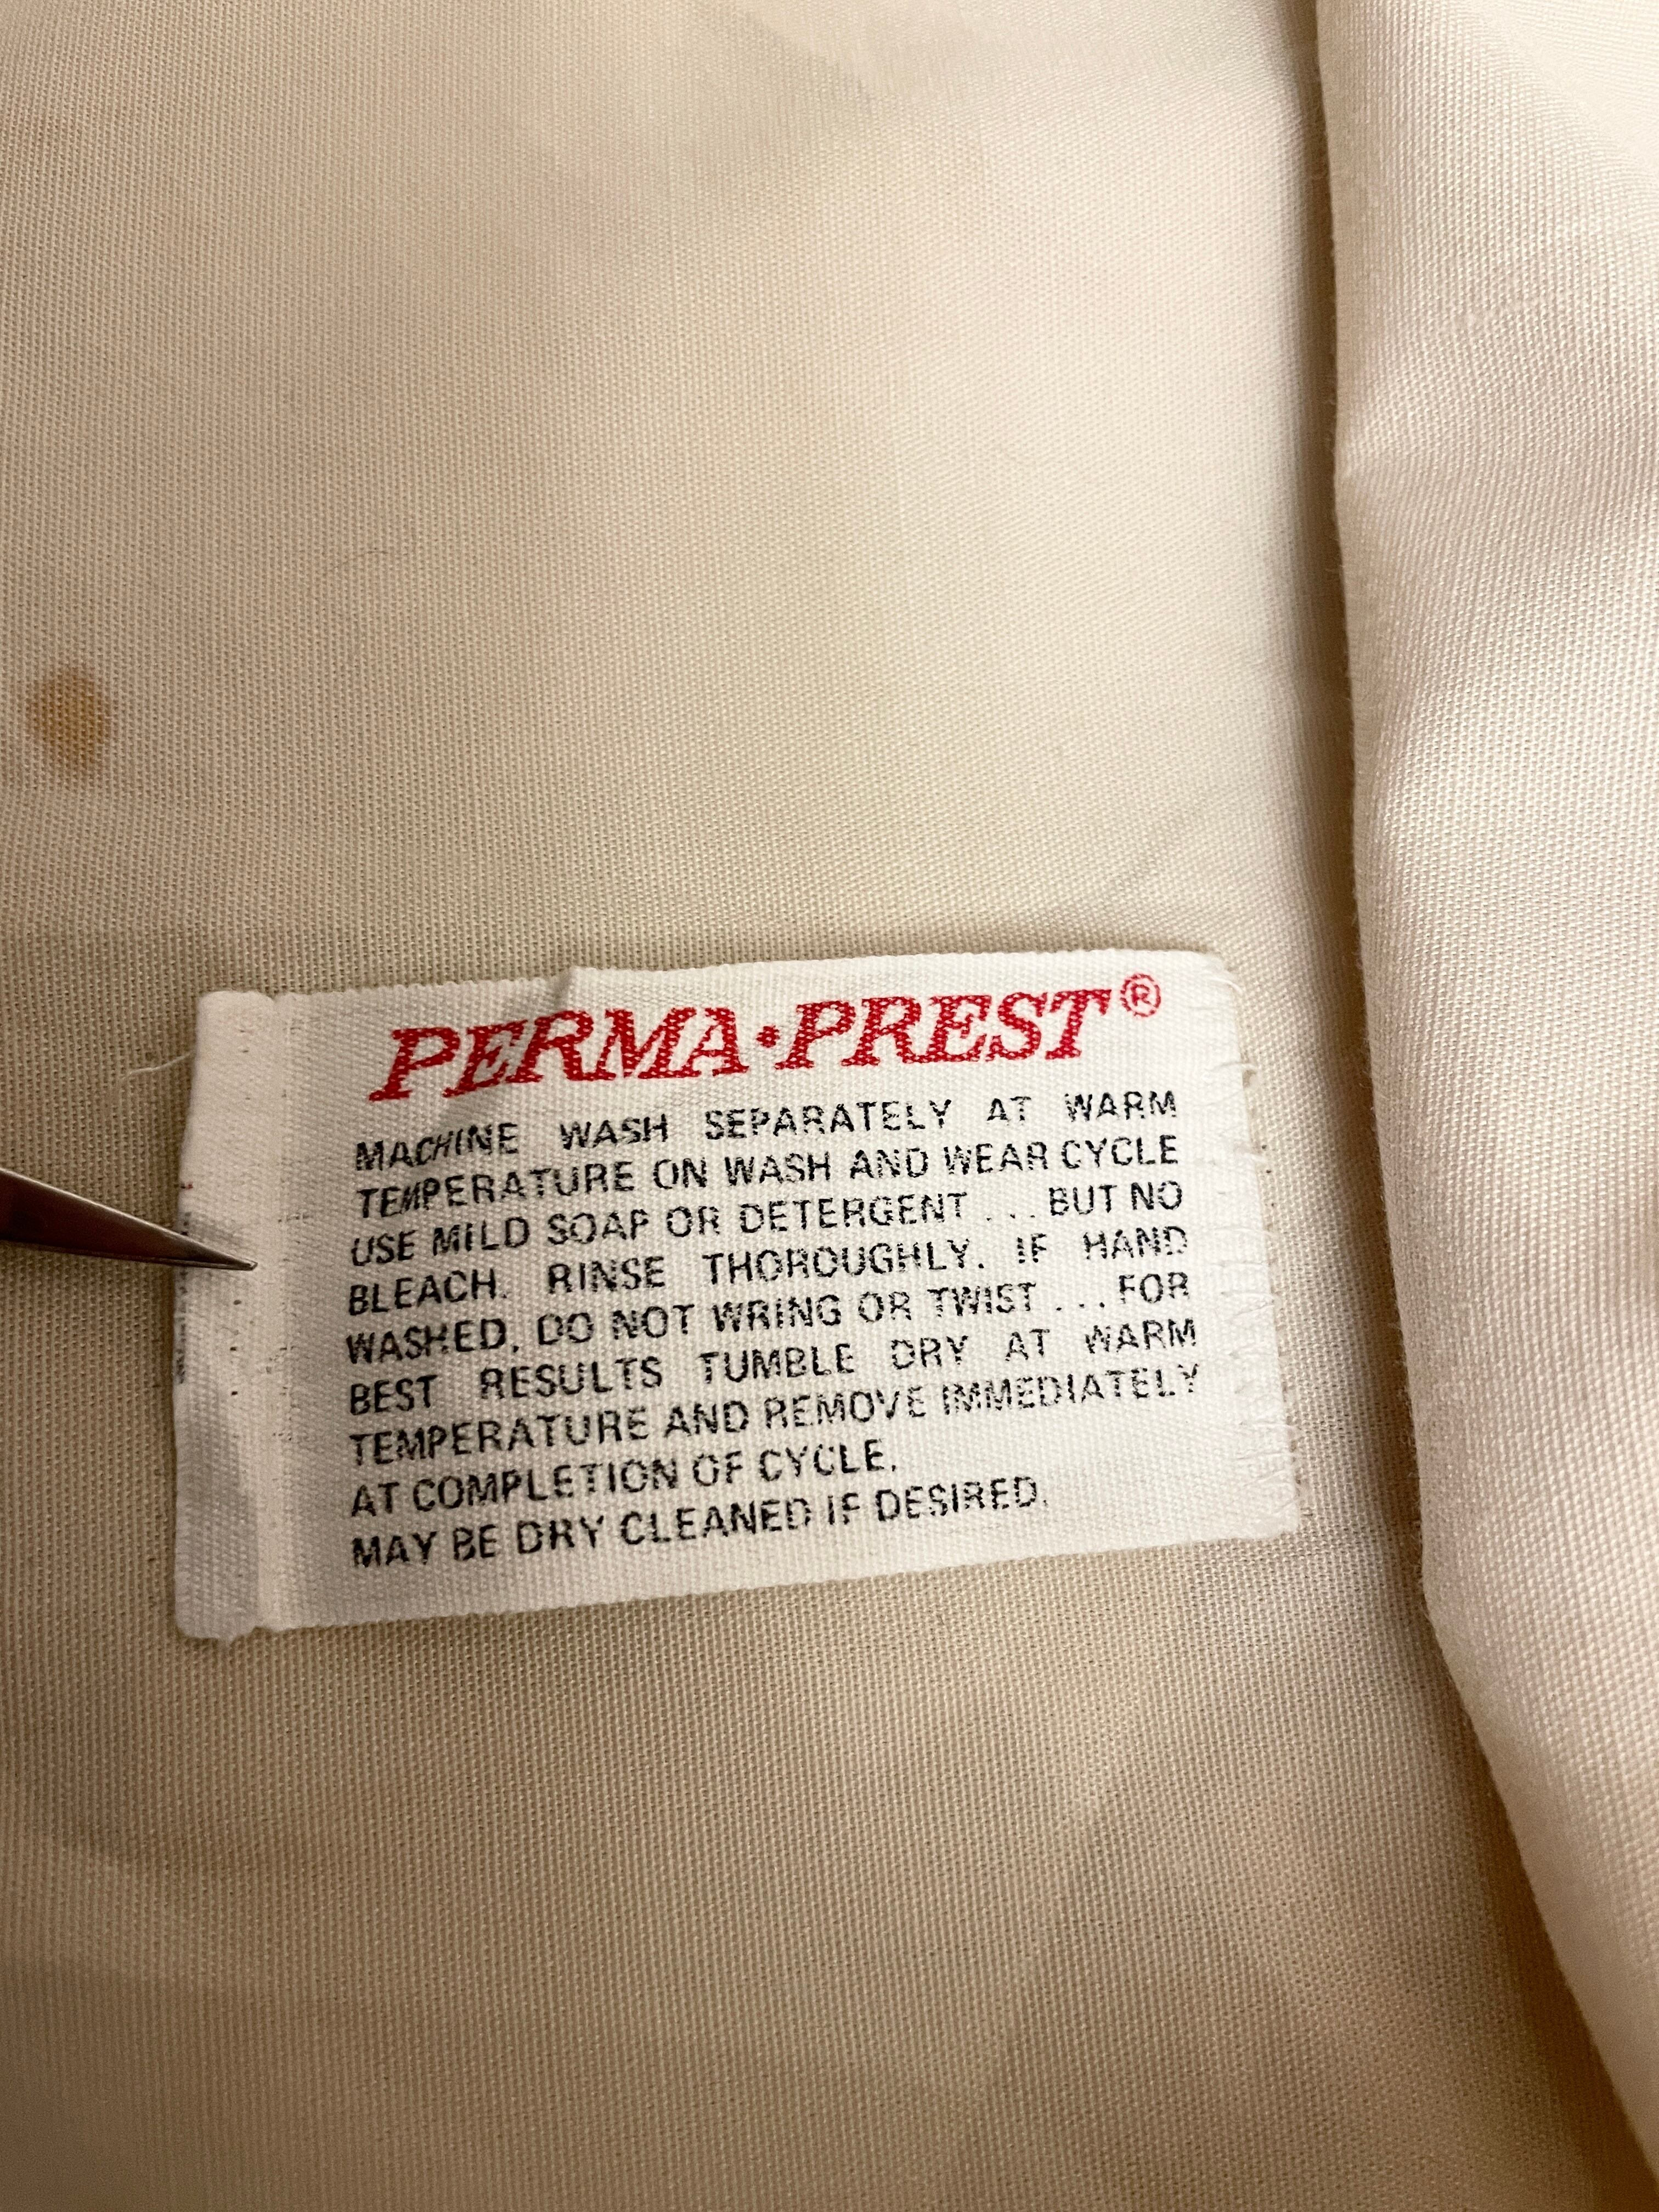 PERMA·PREST®
MACHINE WASH SEPARATELY AT WARM
TEMPERATURE ON WASH AND WEAR CYCLE
USE MILD SOAP OR DETERGENT ... BUT NO
BLEACH. RINSE THOROUGHLY. IF HAND
WASHED, DO NOT WRING OR TWIST ... FOR
BEST RESULTS TUMBLE DRY AT WARM
TEMPERATURE AND REMOVE IMMEDIATELY
AT COMPLETION OF CYCLE.
MAY BE DRY CLEANED IF DESIRED.